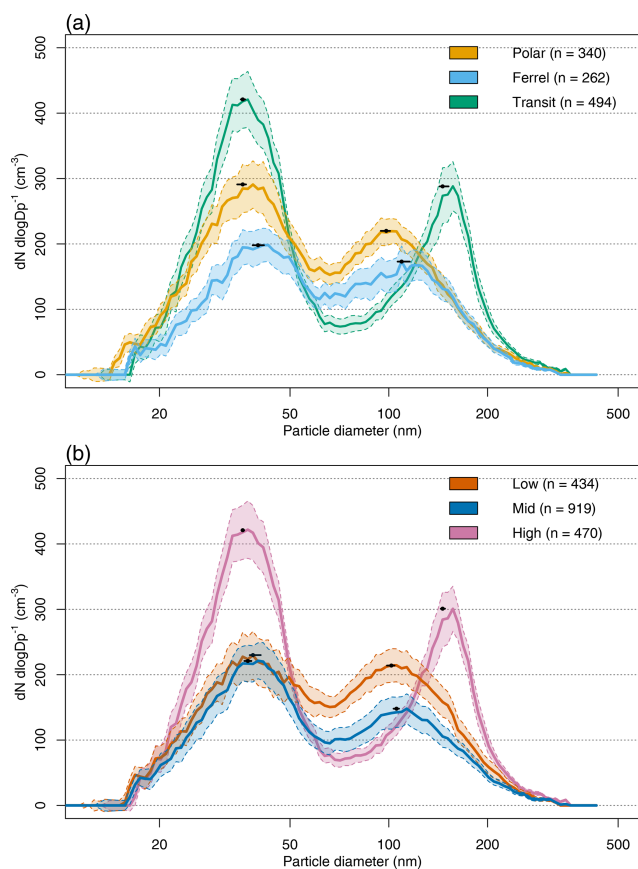 (a)
500
400
300
200
100
0
dN dlogDp⁻¹ (cm⁻³)
Polar (n = 340)
Ferrel (n = 262)
Transit (n = 494)
20 50 100 200 500
Particle diameter (nm)
(b)
500
400
300
200
100
0
dN dlogDp⁻¹ (cm⁻³)
Low (n = 434)
Mid (n = 919)
High (n = 470)
20 50 100 200 500
Particle diameter (nm)